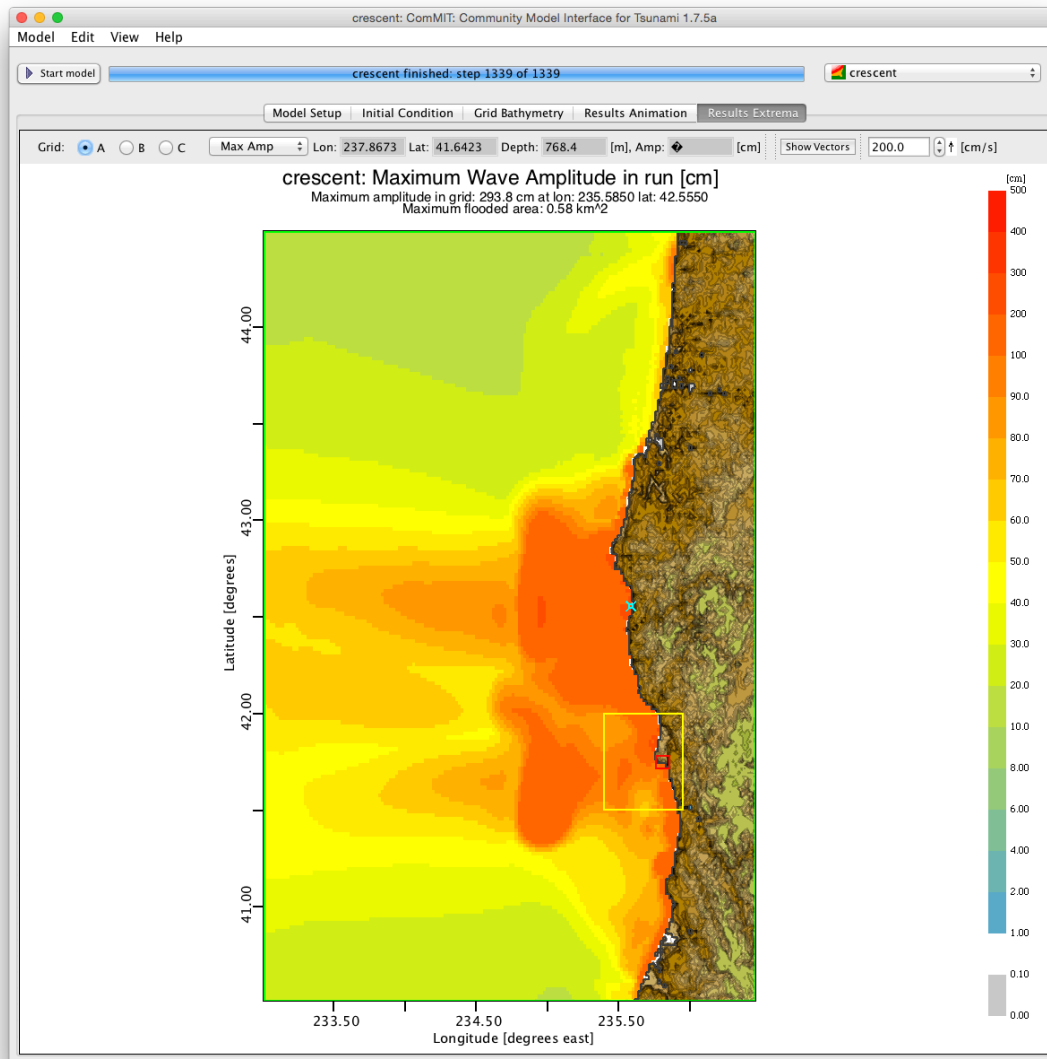 crescent: ComMIT: Community Model Interface for Tsunami 1.7.5a
Model Edit View Help
Start model crescent finished: step 1339 of 1339 crescent
Model Setup Initial Condition Grid Bathymetry Results Animation Results Extrema
Grid: A B C Max Amp Lon: 237.8673 Lat: 41.6423 Depth: 768.4 [m], Amp: � [cm] Show Vectors 200.0 [cm/s]
crescent: Maximum Wave Amplitude in run [cm]
Maximum amplitude in grid: 293.8 cm at lon: 235.5850 lat: 42.5550
Maximum flooded area: 0.58 km^2
[cm]
500
400
300
200
100
90.0
80.0
70.0
60.0
50.0
40.0
30.0
20.0
10.0
8.00
6.00
4.00
2.00
1.00
0.10
0.00
44.00
43.00
42.00
41.00
Latitude [degrees]
233.50 234.50 235.50
Longitude [degrees east]